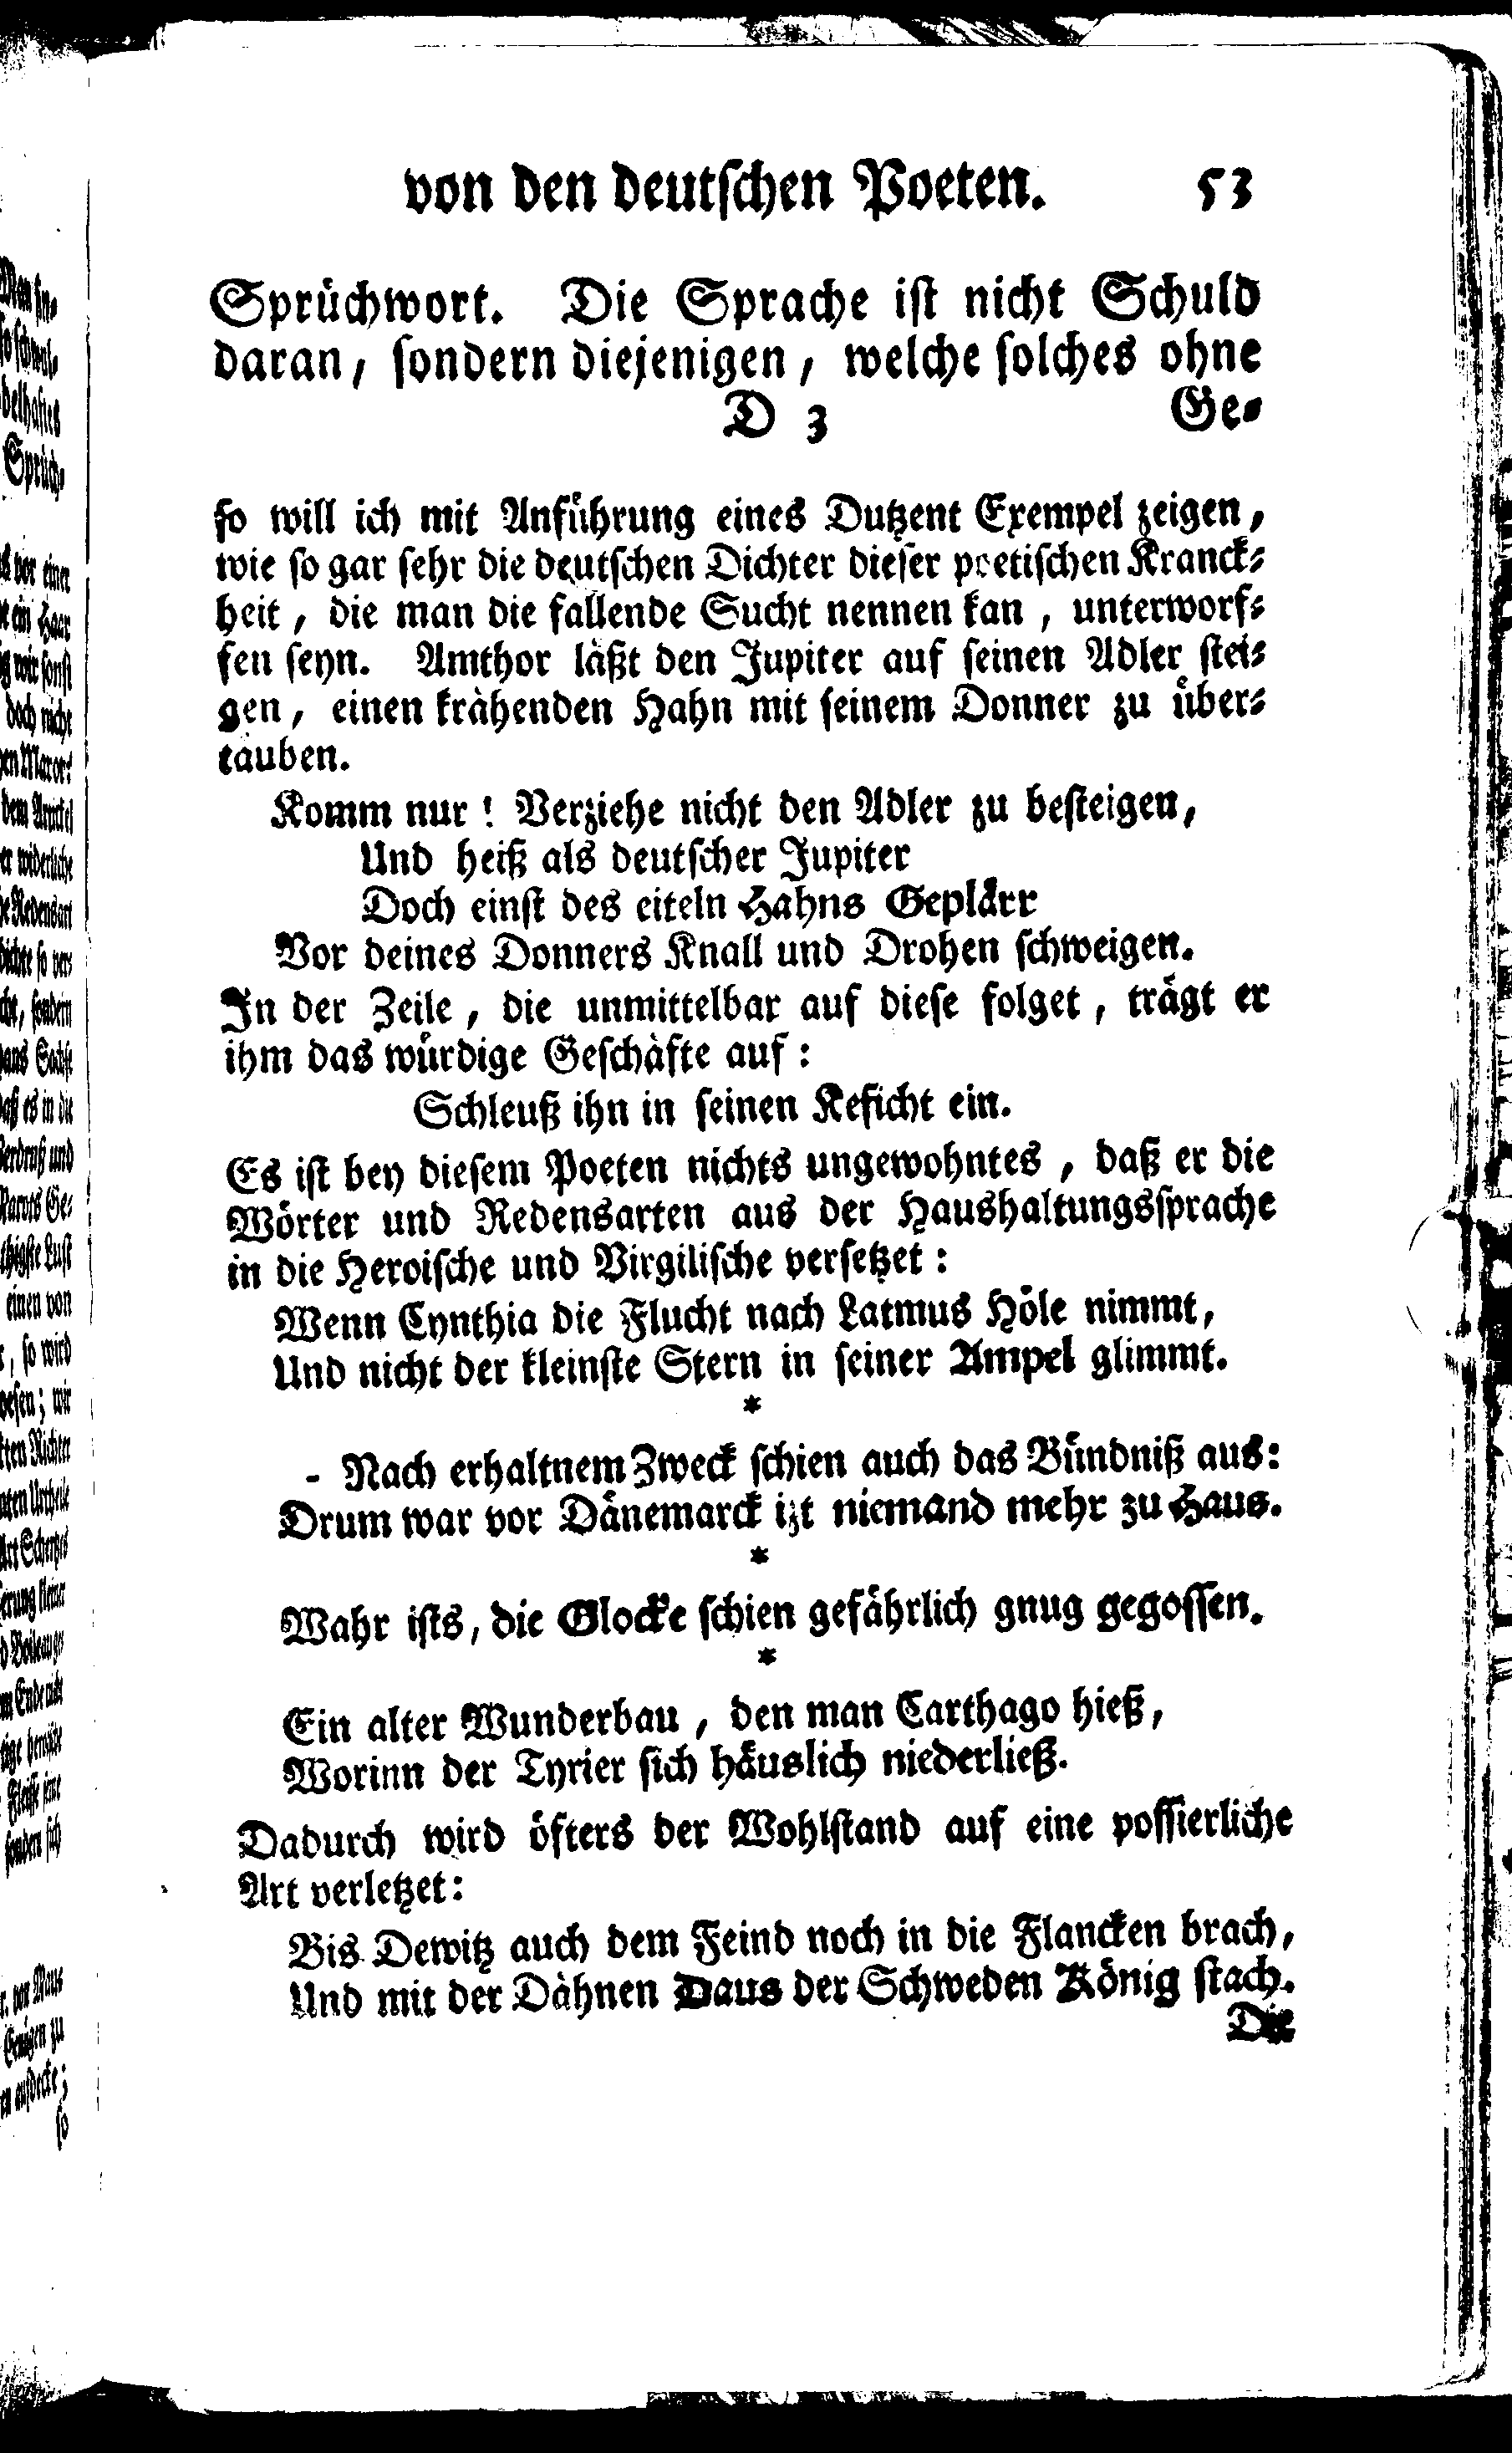 von den deutschen Poeten. 53
Sprüchwort. Die Sprache ist nicht Schuld
daran, sondern diejenigen, welche solches ohne
D 3 Ge-
so will ich mit Anführung eines Dutzent Exempel zeigen,
wie so gar sehr die deutschen Dichter dieser poetischen Kranck-
heit, die man die fallende Sucht nennen kan, unterworf-
fen seyn. Amthor läßt den Jupiter auf seinen Adler stei-
gen, einen krähenden Hahn mit seinem Donner zu über-
täuben.
Komm nur! Verziehe nicht den Adler zu besteigen,
Und heiß als deutscher Jupiter
Doch einst des eiteln Hahns Geplärr
Vor deines Donners Knall und Drohen schweigen.
In der Zeile, die unmittelbar auf diese folget, trägt er
ihm das würdige Geschäfte auf:
Schleuß ihn in seinen Keficht ein.
Es ist bey diesem Poeten nichts ungewohntes, daß er die
Wörter und Redensarten aus der Haushaltungssprache
in die Heroische und Virgilische versetzet:
Wenn Cynthia die Flucht nach Latmus Höle nimmt,
Und nicht der kleinste Stern in seiner Ampel glimmt.
*
- Nach erhaltnem Zweck schien auch das Bündniß aus:
Drum war vor Dänemarck izt niemand mehr zu Haus.
*
Wahr ists, die Glocke schien gefährlich gnug gegossen.
*
Ein alter Wunderbau, den man Carthago hieß,
Worinn der Tyrier sich häuslich niederließ.
Dadurch wird öfters der Wohlstand auf eine possierliche
Art verletzet:
Bis Dewitz auch dem Feind noch in die Flancken brach,
Und mit der Dähnen Daus der Schweden König stach.
Die